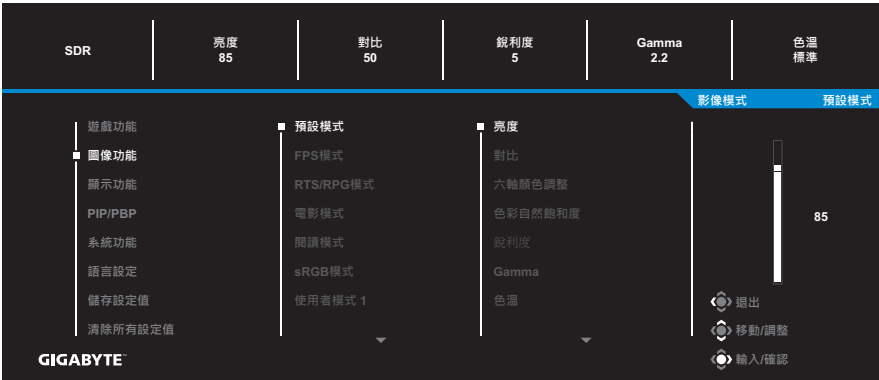 SDR
亮度
85
對比
50
銳利度
5
Gamma
2.2
色溫
標準
影像模式
預設模式
遊戲功能
圖像功能
顯示功能
PIP/PBP
系統功能
語言設定
儲存設定值
清除所有設定值
預設模式
FPS模式
RTS/RPG模式
電影模式
閱讀模式
sRGB模式
使用者模式 1
亮度
對比
六軸顏色調整
色彩自然飽和度
銳利度
Gamma
色溫
85
退出
移動/調整
輸入/確認
GIGABYTE™